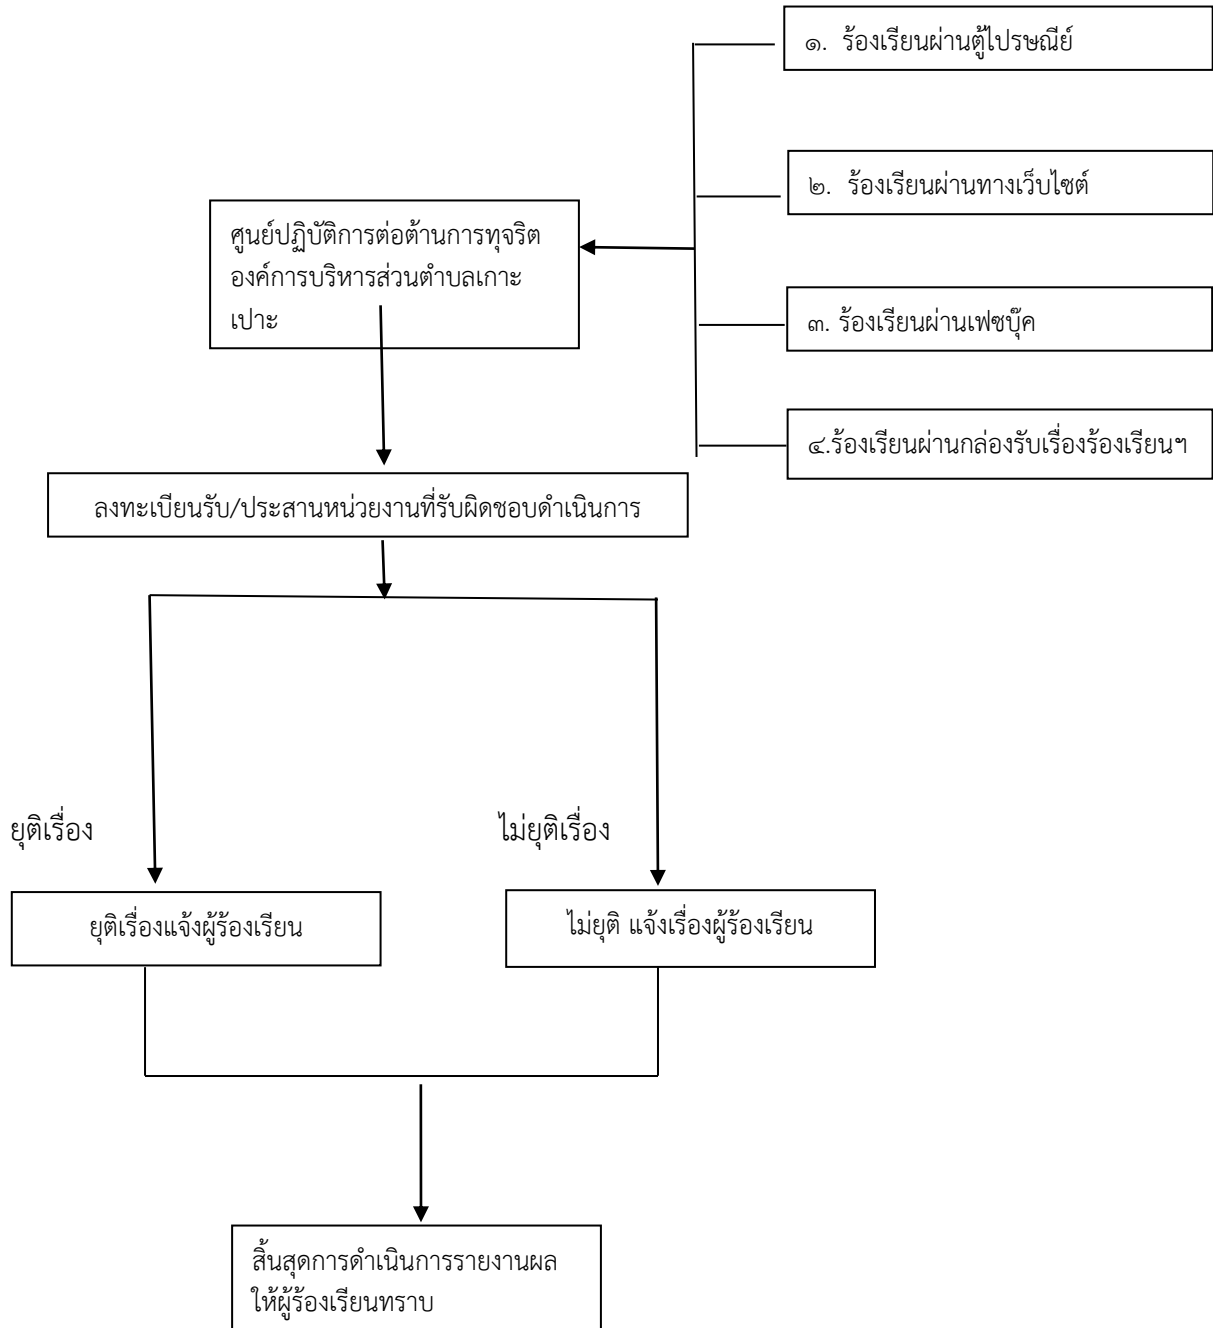 ๑. ร้องเรียนผ่านตู้ไปรษณีย์
๒. ร้องเรียนผ่านทางเว็บไซต์
ศูนย์ปฏิบัติการต่อต้านการทุจริต
องค์การบริหารส่วนตำบลเกาะ
เปาะ
๓. ร้องเรียนผ่านเฟซบุ๊ค
๔.ร้องเรียนผ่านกล่องรับเรื่องร้องเรียนฯ
ลงทะเบียนรับ/ประสานหน่วยงานที่รับผิดชอบดำเนินการ
ยุติเรื่อง
ไม่ยุติเรื่อง
ยุติเรื่องแจ้งผู้ร้องเรียน
ไม่ยุติ แจ้งเรื่องผู้ร้องเรียน
สิ้นสุดการดำเนินการรายงานผล
ให้ผู้ร้องเรียนทราบ